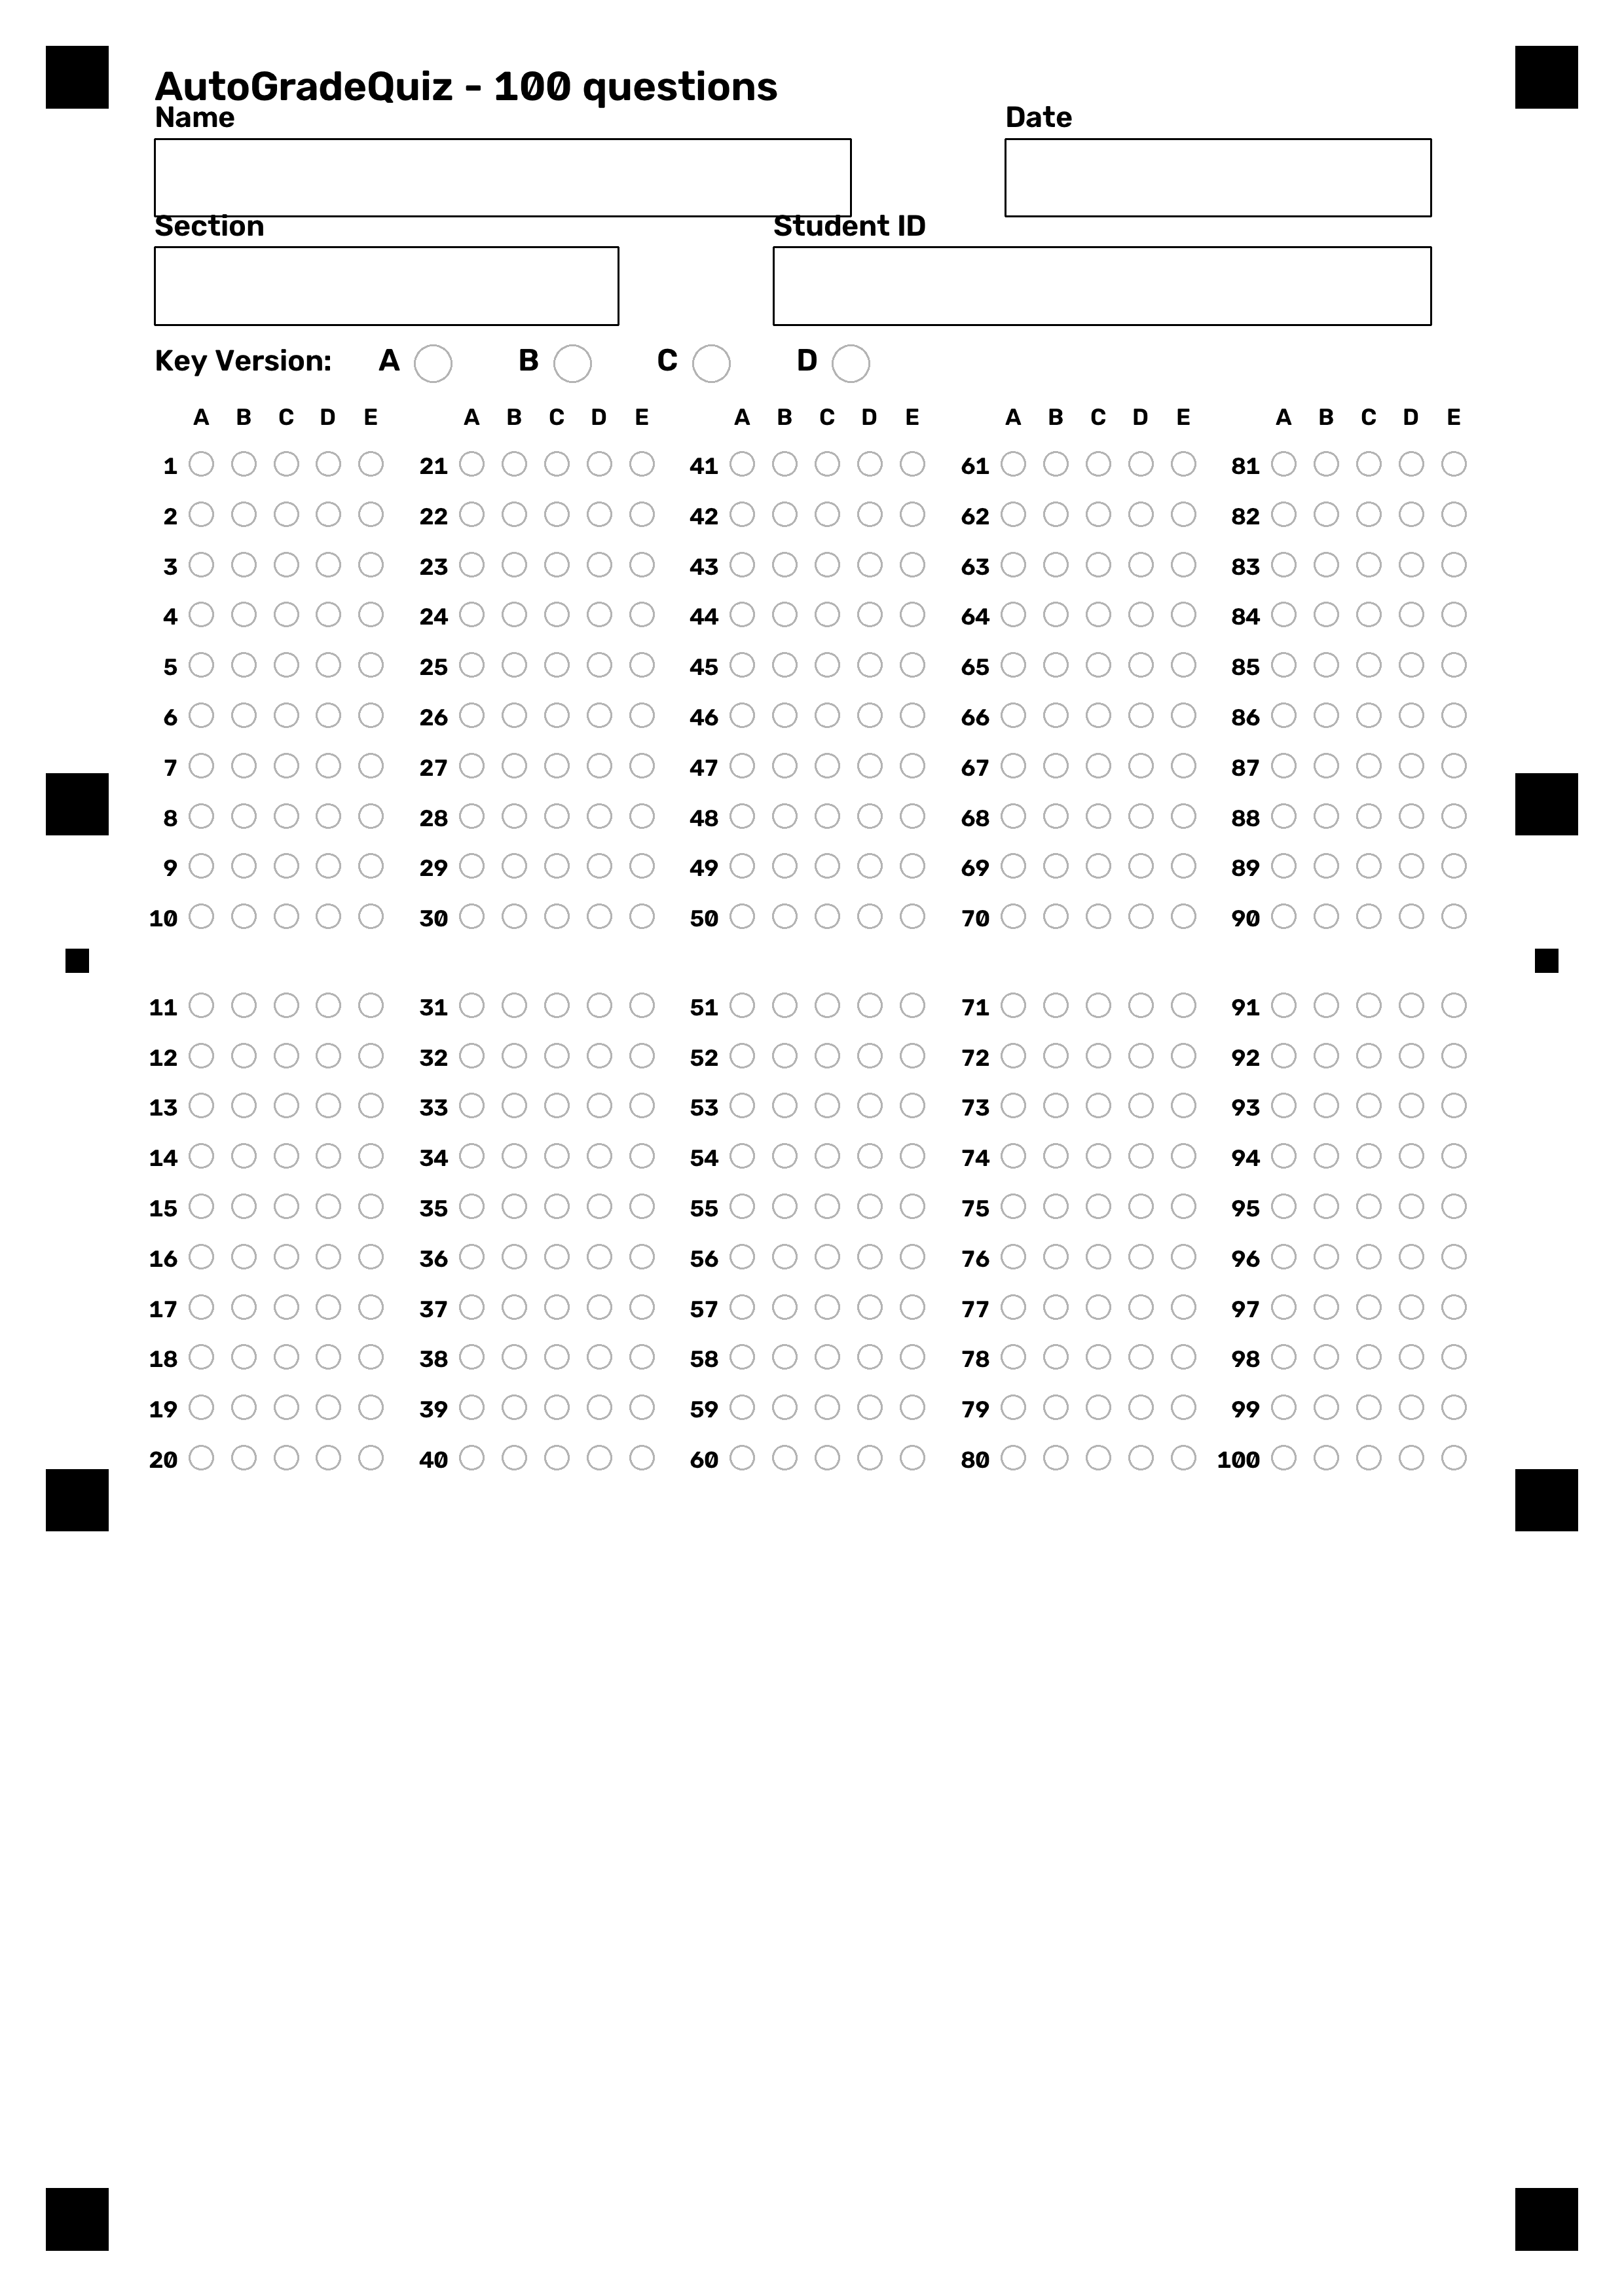 AutoGradeQuiz - 100 questions
Name Date
Section Student ID
Key Version: A B C D
A B C D E A B C D E A B C D E A B C D E A B C D E
1 21 41 61 81
2 22 42 62 82
3 23 43 63 83
4 24 44 64 84
5 25 45 65 85
6 26 46 66 86
7 27 47 67 87
8 28 48 68 88
9 29 49 69 89
10 30 50 70 90
11 31 51 71 91
12 32 52 72 92
13 33 53 73 93
14 34 54 74 94
15 35 55 75 95
16 36 56 76 96
17 37 57 77 97
18 38 58 78 98
19 39 59 79 99
20 40 60 80 100